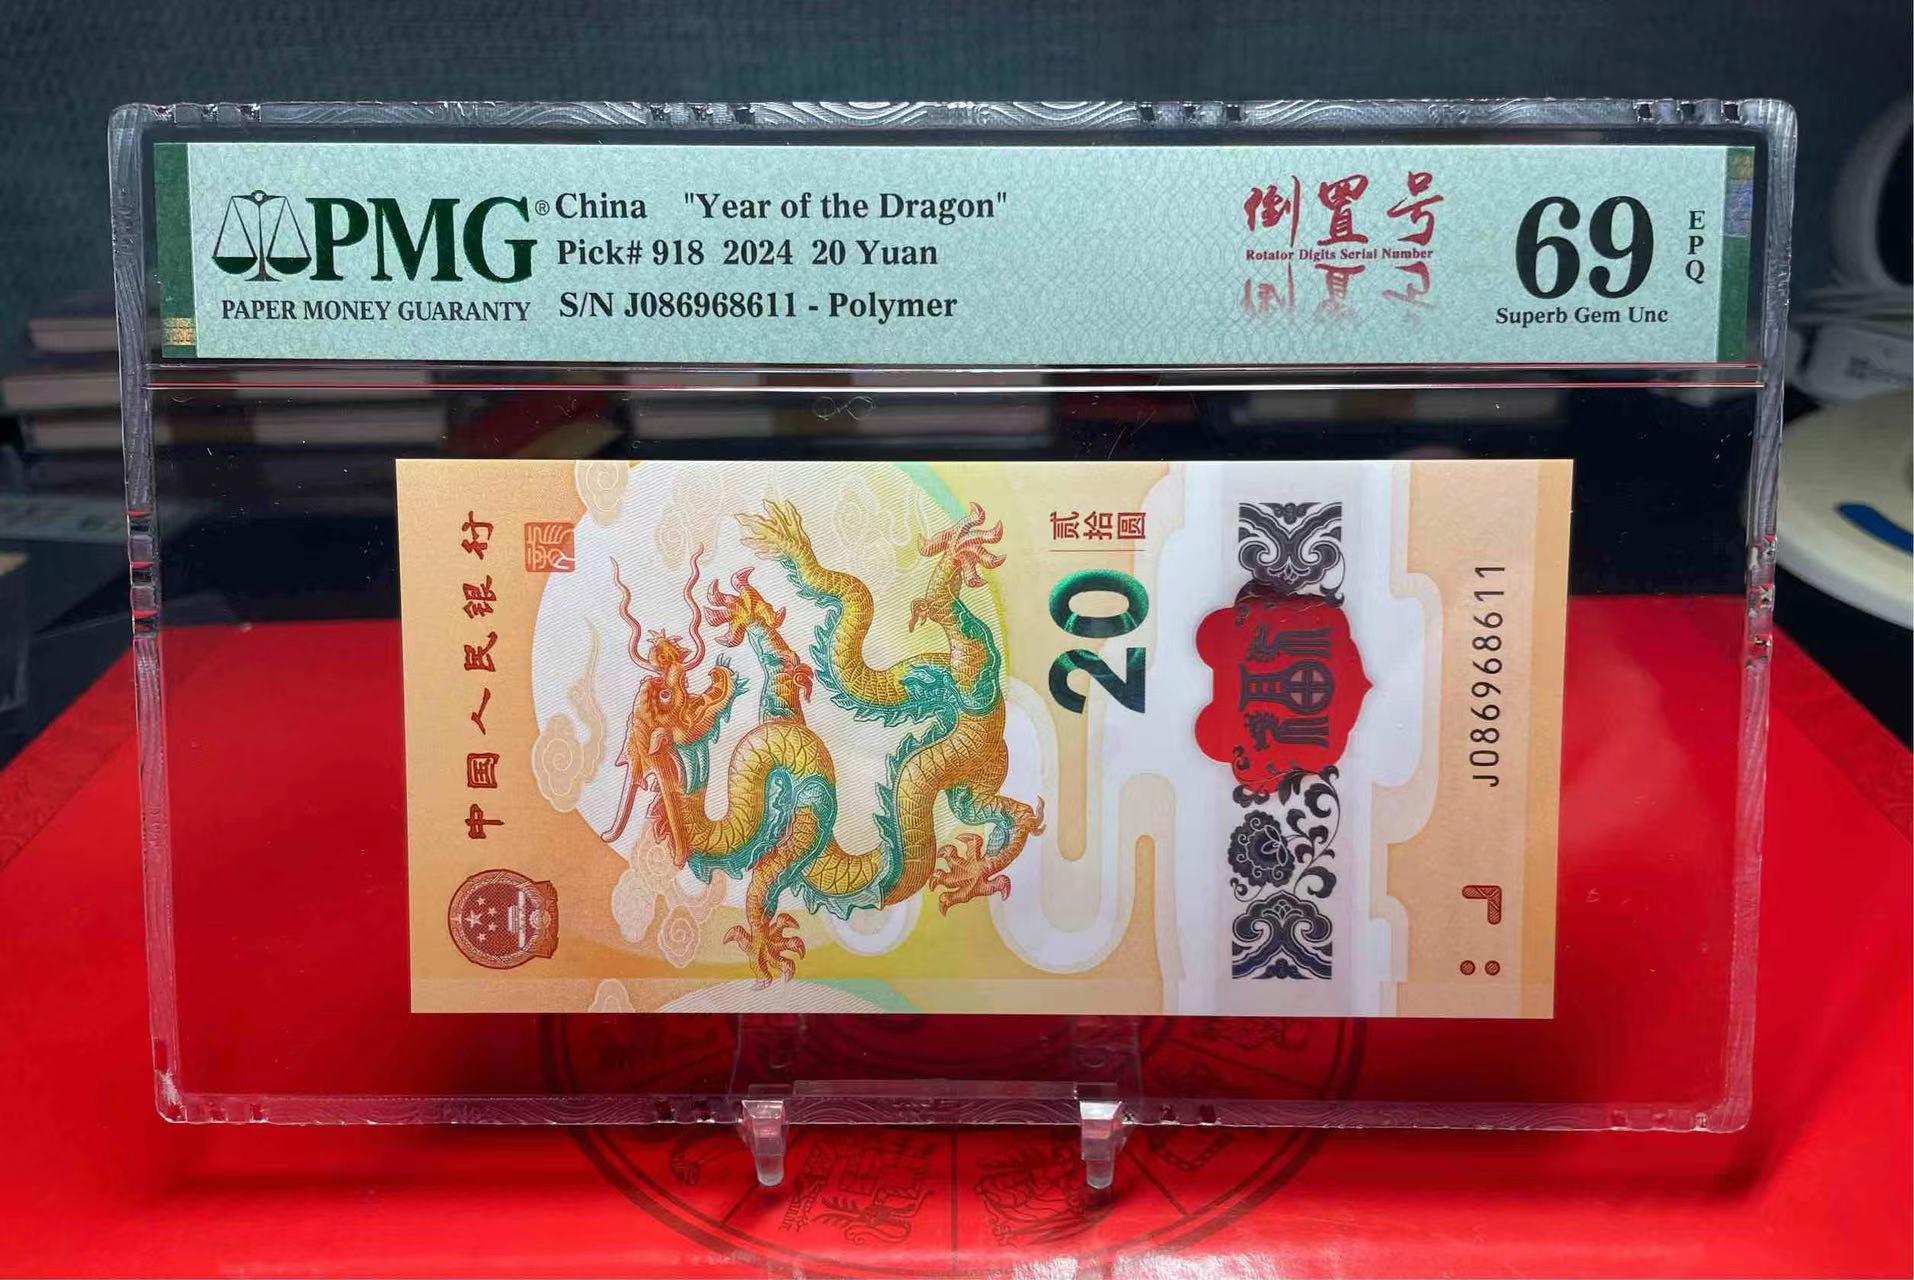 PMG®
PAPER MONEY GUARANTY
China "Year of the Dragon"
Pick# 918 2024 20 Yuan
S/N J086968611 - Polymer
倒置号
Rotator Digits Serial Number
69
EPQ
Superb Gem Unc
中国人民银行
贰拾圆
20
J086968611